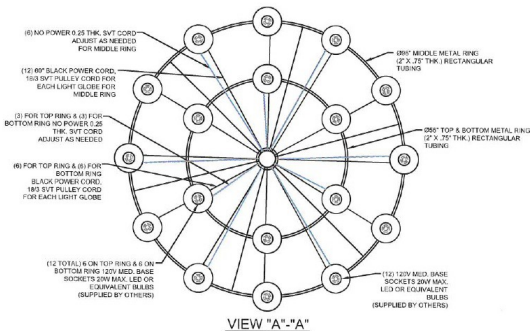 (6) NO POWER 0.25 THK. SVT CORD
ADJUST AS NEEDED
FOR MIDDLE RING
(12) 60" BLACK POWER CORD,
18/3 SVT PULLEY CORD FOR
EACH LIGHT GLOBE FOR
MIDDLE RING
(3) FOR TOP RING & (3) FOR
BOTTOM RING NO POWER 0.25
THK. SVT CORD
ADJUST AS NEEDED
(6) FOR TOP RING & (6) FOR
BOTTOM RING
BLACK POWER CORD,
18/3 SVT PULLEY CORD
FOR EACH LIGHT GLOBE
(12 TOTAL) 6 ON TOP RING & 6 ON
BOTTOM RING 120V MED. BASE
SOCKETS 20W MAX. LED OR
EQUIVALENT BULBS
(SUPPLIED BY OTHERS)
MIDDLE METAL RING
(2" X .75" THK.) RECTANGULAR
TUBING
TOP & BOTTOM METAL RING
(2" X .75" THK.) RECTANGULAR
TUBING
(12) 120V MED. BASE
SOCKETS 20W MAX.
LED OR EQUIVALENT
BULBS
(SUPPLIED BY OTHERS)
VIEW "A"-"A"